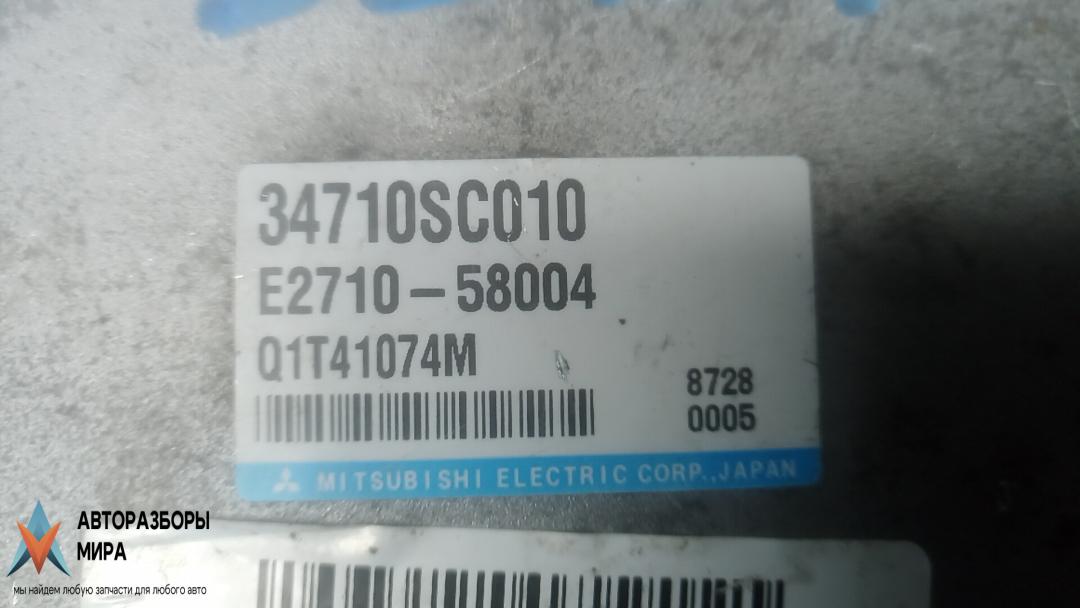 34710SC010
E2710-58004
Q1T41074M
8728
0005
MITSUBISHI ELECTRIC CORP., JAPAN
АВТОРАЗБОРЫ
МИРА
мы найдем любую запчасти для любого авто